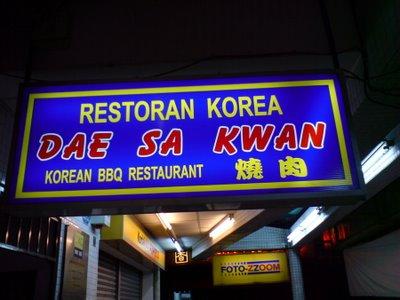 RESTORAN KOREA
DAE SA KWAN
KOREAN BBQ RESTAURANT 燒肉
FOTO-ZZOOM